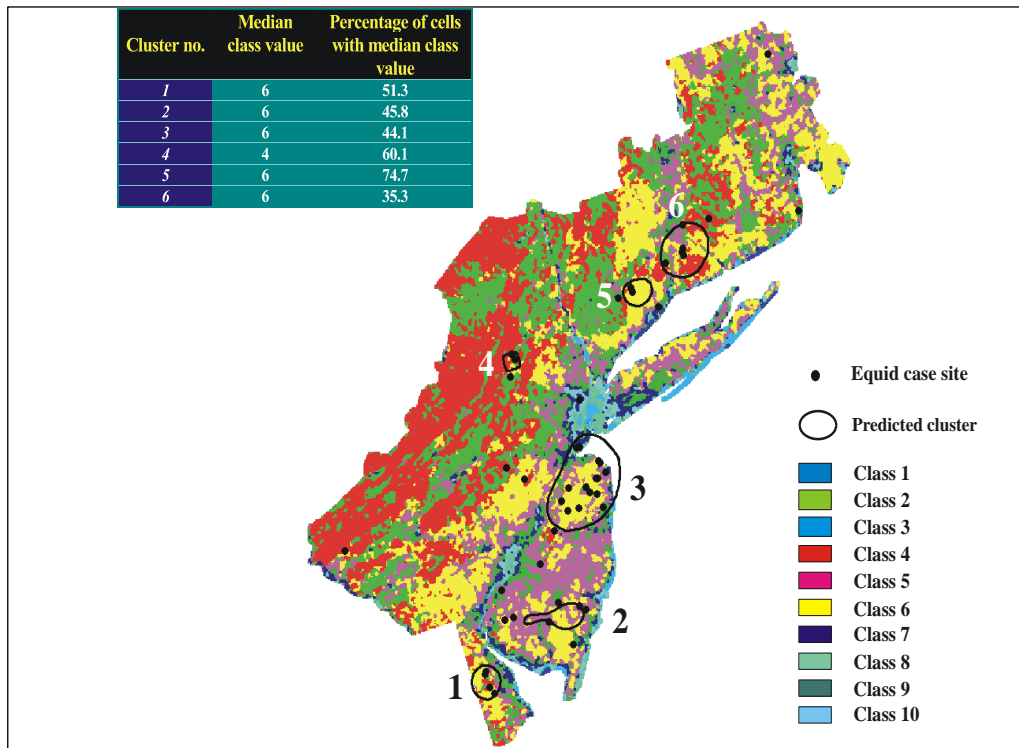 Cluster no. Median class value Percentage of cells with median class value
1 6 51.3
2 6 45.8
3 6 44.1
4 4 60.1
5 6 74.7
6 6 35.3
6
5
4
3
2
1
Equid case site
Predicted cluster
Class 1
Class 2
Class 3
Class 4
Class 5
Class 6
Class 7
Class 8
Class 9
Class 10